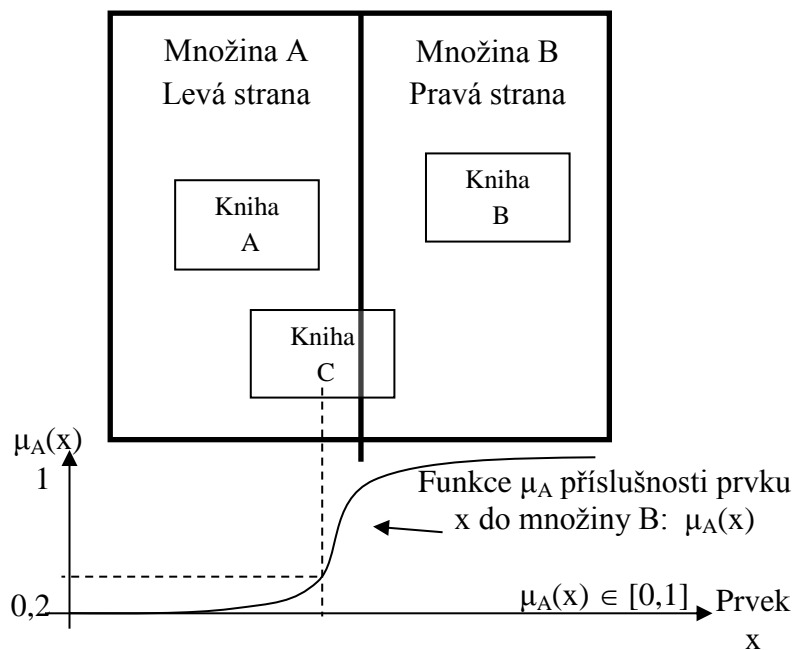 Množina A
Levá strana
Množina B
Pravá strana
Kniha
A
Kniha
B
Kniha
C
μA(x)
1
Funkce μA příslušnosti prvku
x do množiny B: μA(x)
0,2
μA(x) ∈ [0,1]
Prvek
x